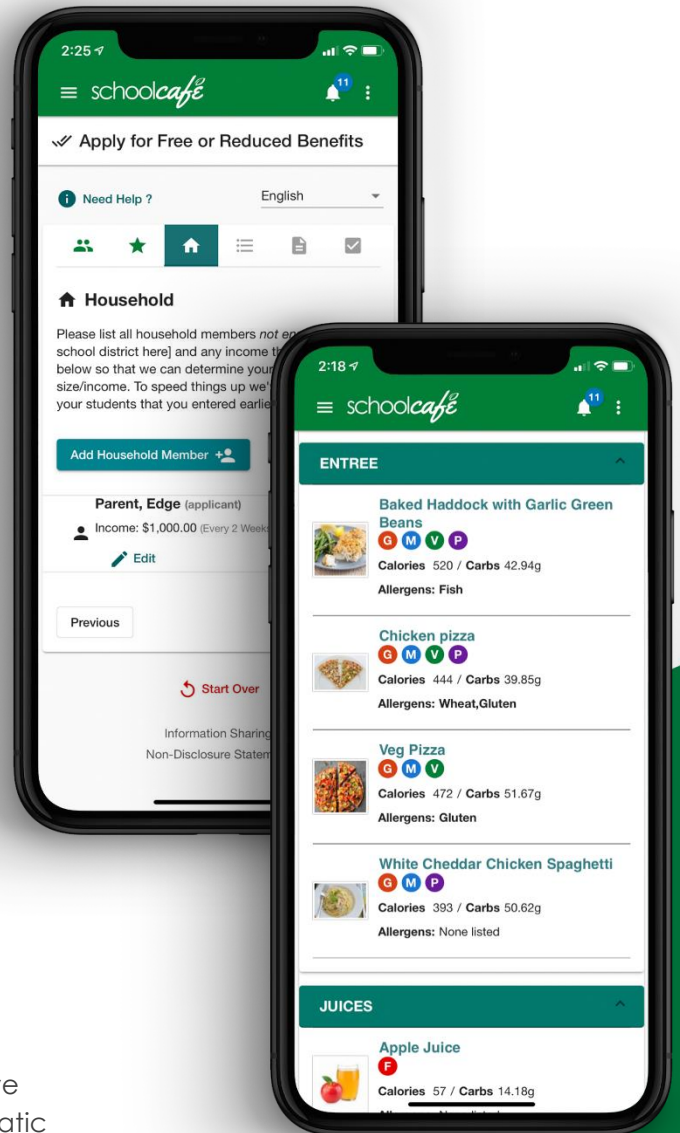 2:25
schoolcafé
11
Apply for Free or Reduced Benefits
Need Help ?
English
Household
Please list all household members not
school district here] and any income
below so that we can determine your
size/income. To speed things up
your students that you entered
Add Household Member
Parent, Edge (applicant)
Income: $1,000.00 (Every 2
Edit
Previous
Start Over
Information Sharing
Non-Disclosure
2:18
schoolcafé
11
ENTREE
Baked Haddock with Garlic Green
Beans
G M V P
Calories 520 / Carbs 42.94g
Allergens: Fish
Chicken pizza
G M V P
Calories 444 / Carbs 39.85g
Allergens: Wheat,Gluten
Veg Pizza
G M V
Calories 472 / Carbs 51.67g
Allergens: Gluten
White Cheddar Chicken Spaghetti
G M P
Calories 393 / Carbs 50.62g
Allergens: None listed
JUICES
Apple Juice
F
Calories 57 / Carbs 14.18g